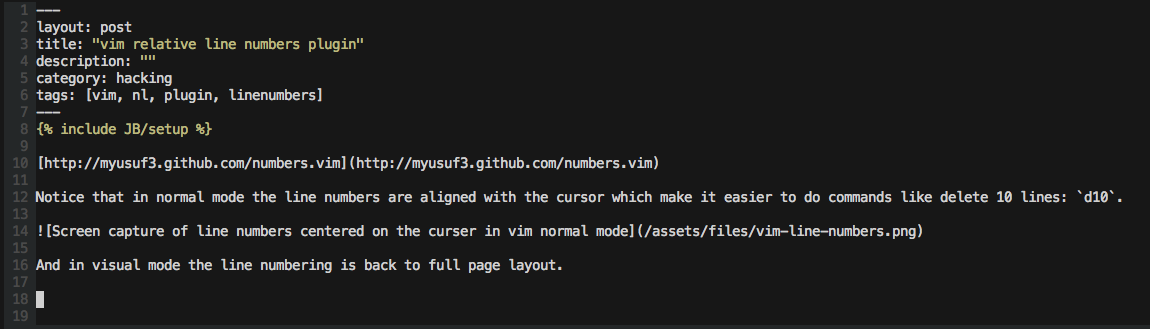 1 ---
2 layout: post
3 title: "vim relative line numbers plugin"
4 description: ""
5 category: hacking
6 tags: [vim, nl, plugin, linenumbers]
7 ---
8 {% include JB/setup %}
9
10 [http://myusuf3.github.com/numbers.vim](http://myusuf3.github.com/numbers.vim)
11
12 Notice that in normal mode the line numbers are aligned with the cursor which make it easier to do commands like delete 10 lines: `d10`.
13
14 ![Screen capture of line numbers centered on the curser in vim normal mode](/assets/files/vim-line-numbers.png)
15
16 And in visual mode the line numbering is back to full page layout.
17
18
19